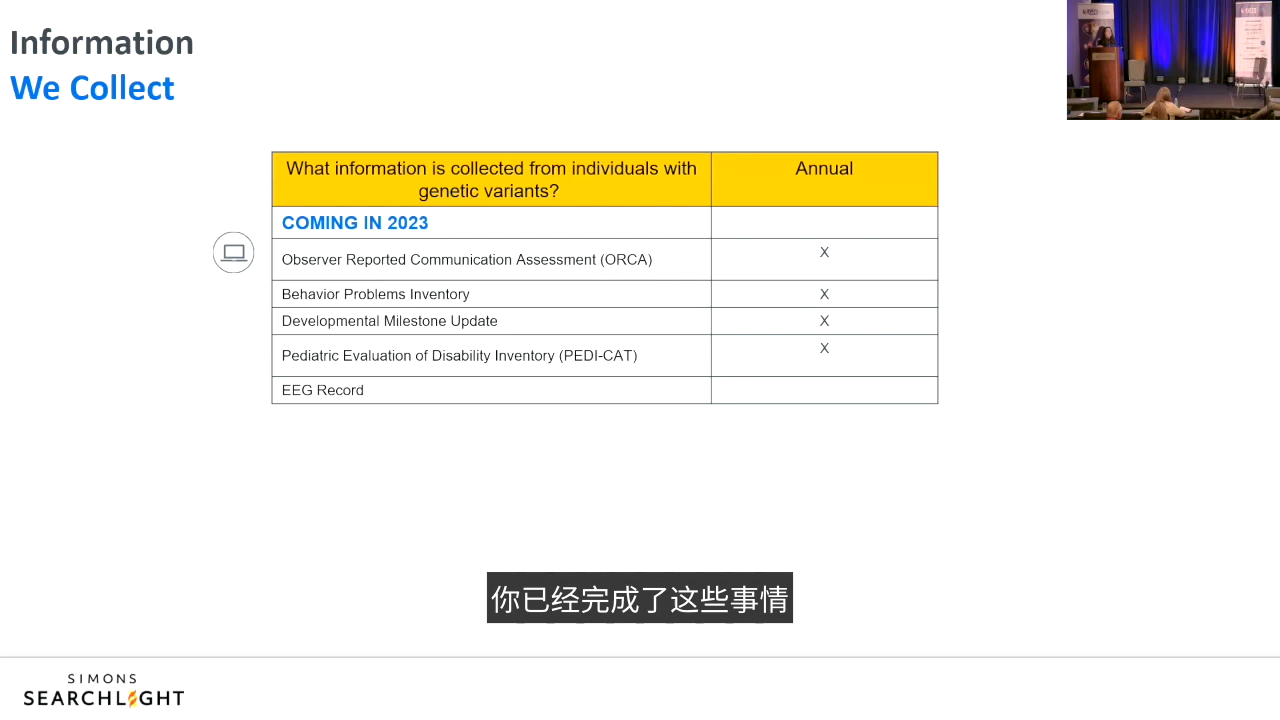 Information
We Collect
What information is collected from individuals with
genetic variants?
Annual
COMING IN 2023
Observer Reported Communication Assessment (ORCA)
X
Behavior Problems Inventory
X
Developmental Milestone Update
X
Pediatric Evaluation of Disability Inventory (PEDI-CAT)
X
EEG Record
你已经完成了这些事情
SIMONS
SEARCHLIGHT